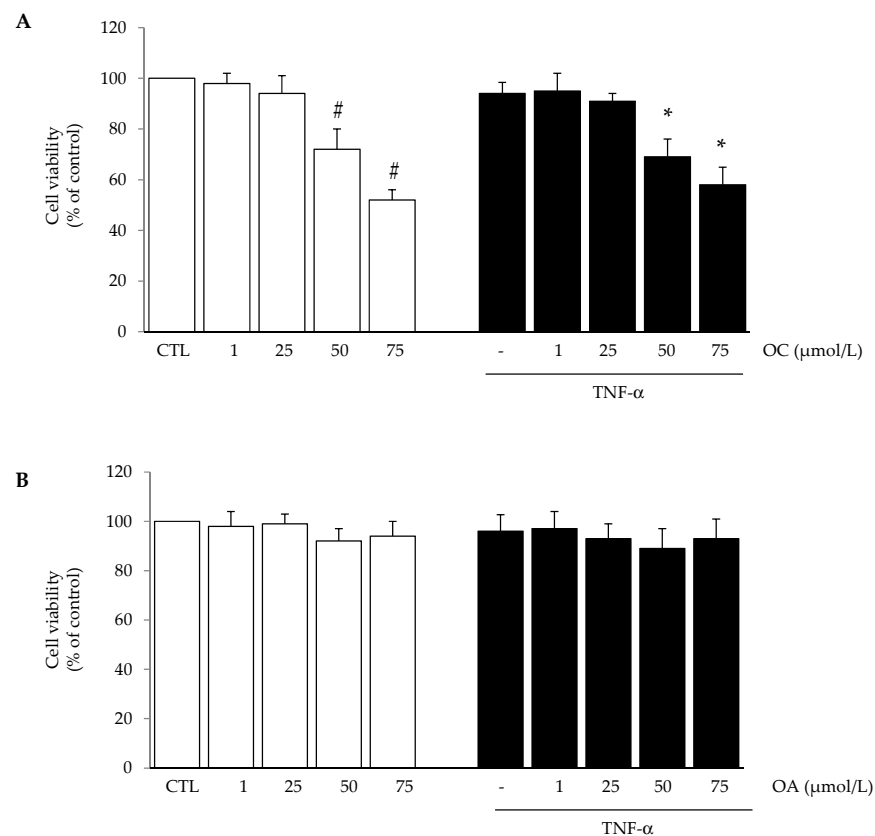 A
Cell viability
(% of control)
120
100
80
60
40
20
0
#
#
*
*
CTL 1 25 50 75 - 1 25 50 75 OC (μmol/L)
TNF-α
B
Cell viability
(% of control)
120
100
80
60
40
20
0
CTL 1 25 50 75 - 1 25 50 75 OA (μmol/L)
TNF-α